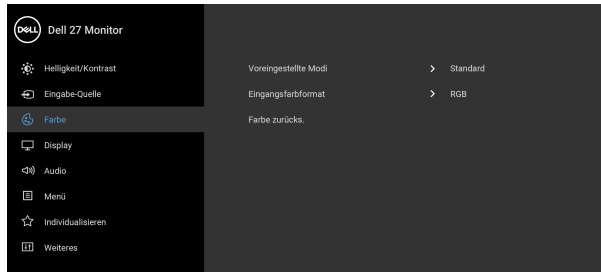 DELL Dell 27 Monitor
Helligkeit/Kontrast Voreingestellte Modi > Standard
Eingabe-Quelle Eingangsfarbformat > RGB
Farbe Farbe zurücks.
Display
Audio
Menü
Individualisieren
Weiteres